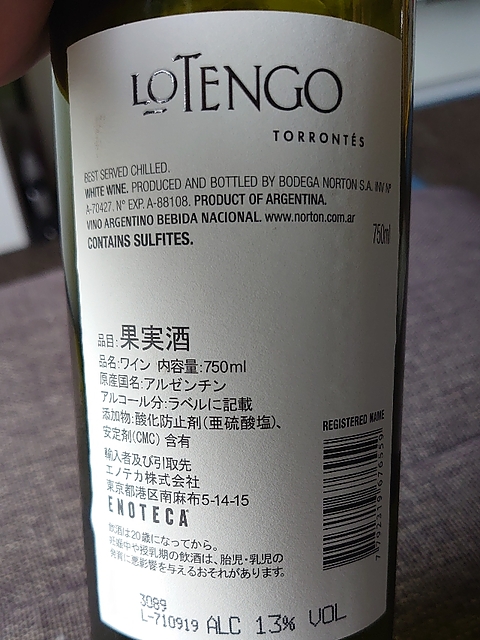 LOTENGO
TORRONTÉS
BEST SERVED CHILLED.
WHITE WINE. PRODUCED AND BOTTLED BY BODEGA NORTON S.A. INV Nº
A-70427. Nº EXP. A-88108. PRODUCT OF ARGENTINA.
VINO ARGENTINO BEBIDA NACIONAL. www.norton.com.ar
CONTAINS SULFITES.
750ml
品目:果実酒
品名:ワイン 内容量:750ml
原産国名:アルゼンチン
アルコール分:ラベルに記載
添加物:酸化防止剤(亜硫酸塩)、
安定剤(CMC) 含有
輸入者及び引取先
エノテカ株式会社
東京都港区南麻布5-14-15
ENOTECA
飲酒は20歳になってから。
妊娠中や授乳期の飲酒は、胎児・乳児の
発育に悪影響を与えるおそれがあります。
REGISTERED NAME
3089
L-710919 ALC 13% VOL